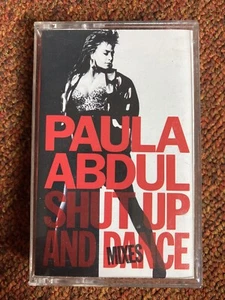 PAULA
ABDUL
SHUT UP
AND DANCE
MIXES